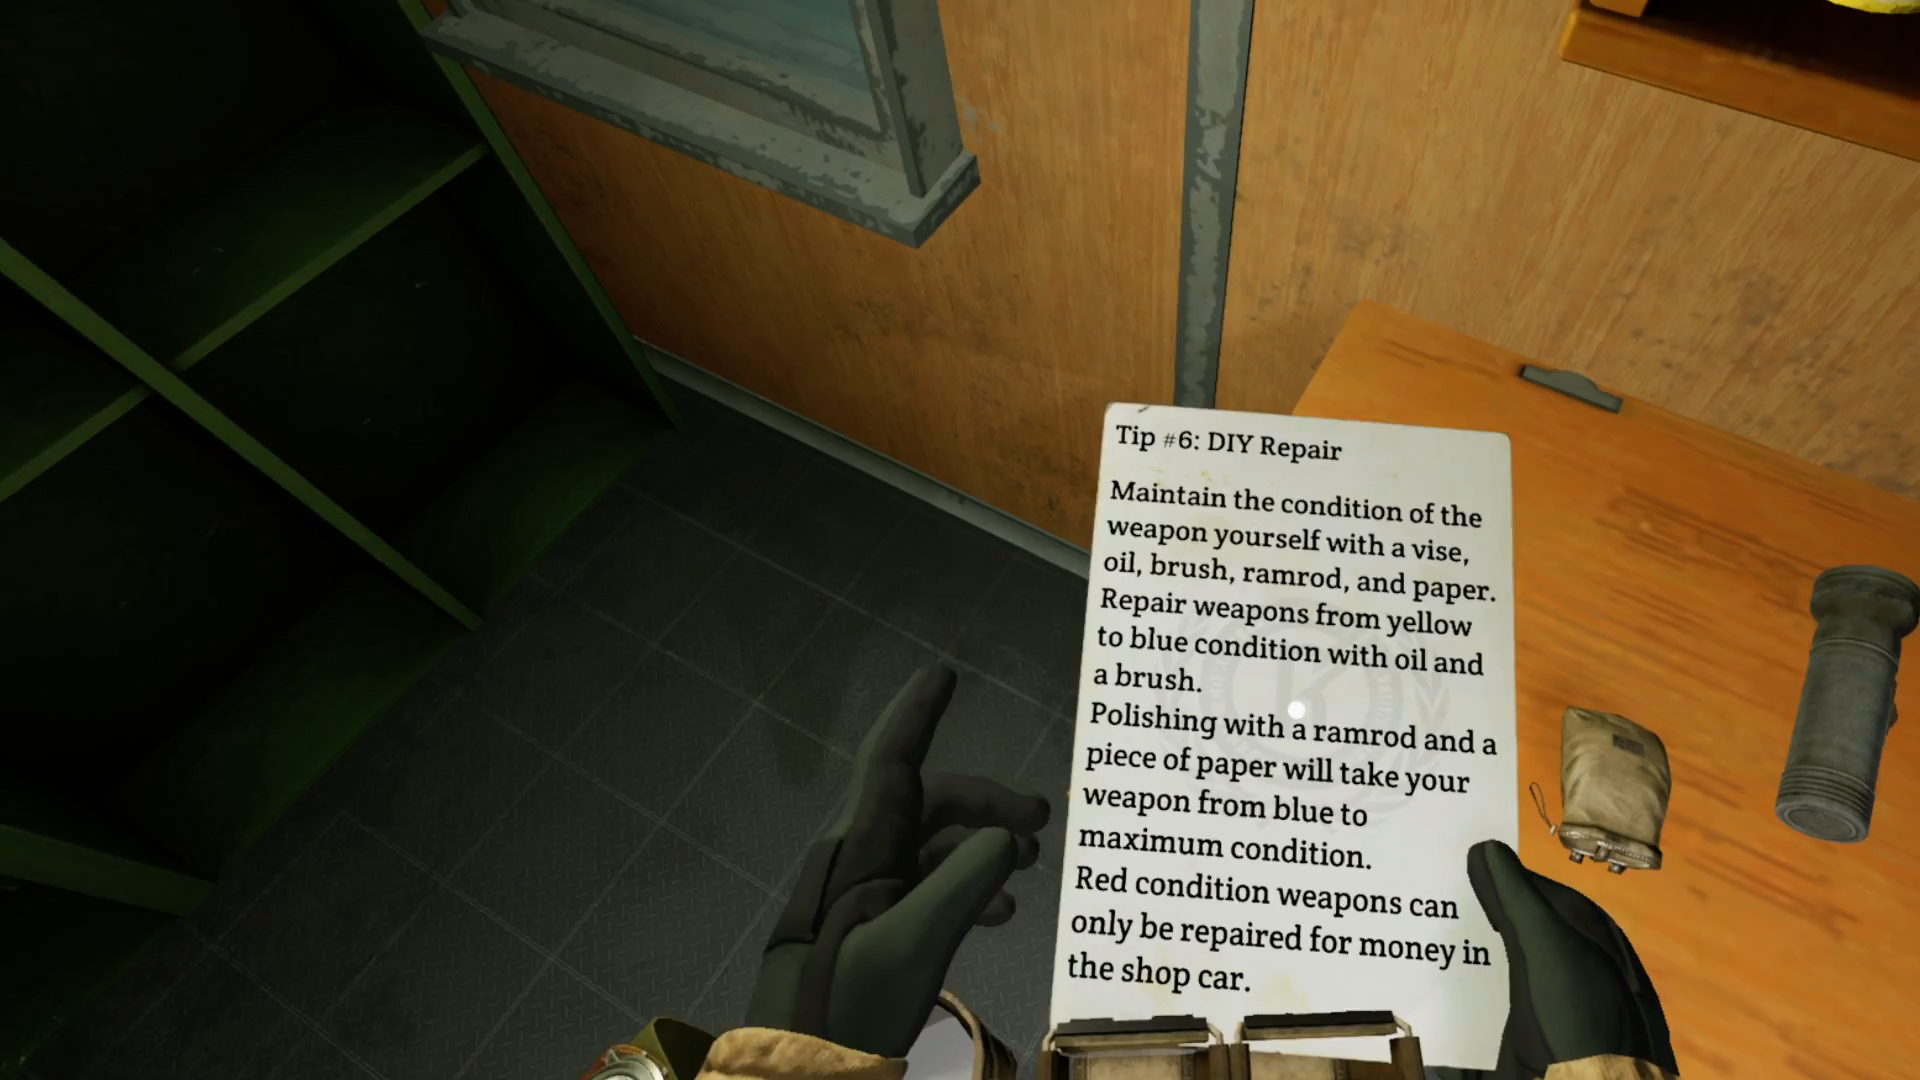 Tip #6: DIY Repair
Maintain the condition of the
weapon yourself with a vise,
oil, brush, ramrod, and paper.
Repair weapons from yellow
to blue condition with oil and
a brush.
Polishing with a ramrod and a
piece of paper will take your
weapon from blue to
maximum condition.
Red condition weapons can
only be repaired for money in
the shop car.